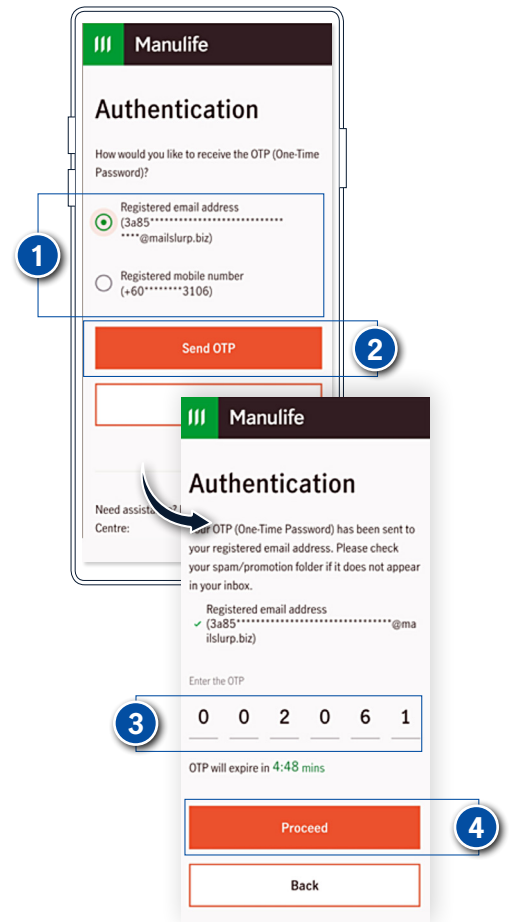 Manulife
Authentication
How would you like to receive the OTP (One-Time
Password)?
Registered email address
(3a85****************************
****@mailslurp.biz)
1
Registered mobile number
(+60********3106)
Send OTP
2
Need assistance?
Centre:
Manulife
Authentication
Your OTP (One-Time Password) has been sent to
your registered email address. Please check
your spam/promotion folder if it does not appear
in your inbox.
Registered email address
(3a85*********************************@ma
ilslurp.biz)
Enter the OTP
3
0 0 2 0 6 1
OTP will expire in 4:48 mins
Proceed
4
Back